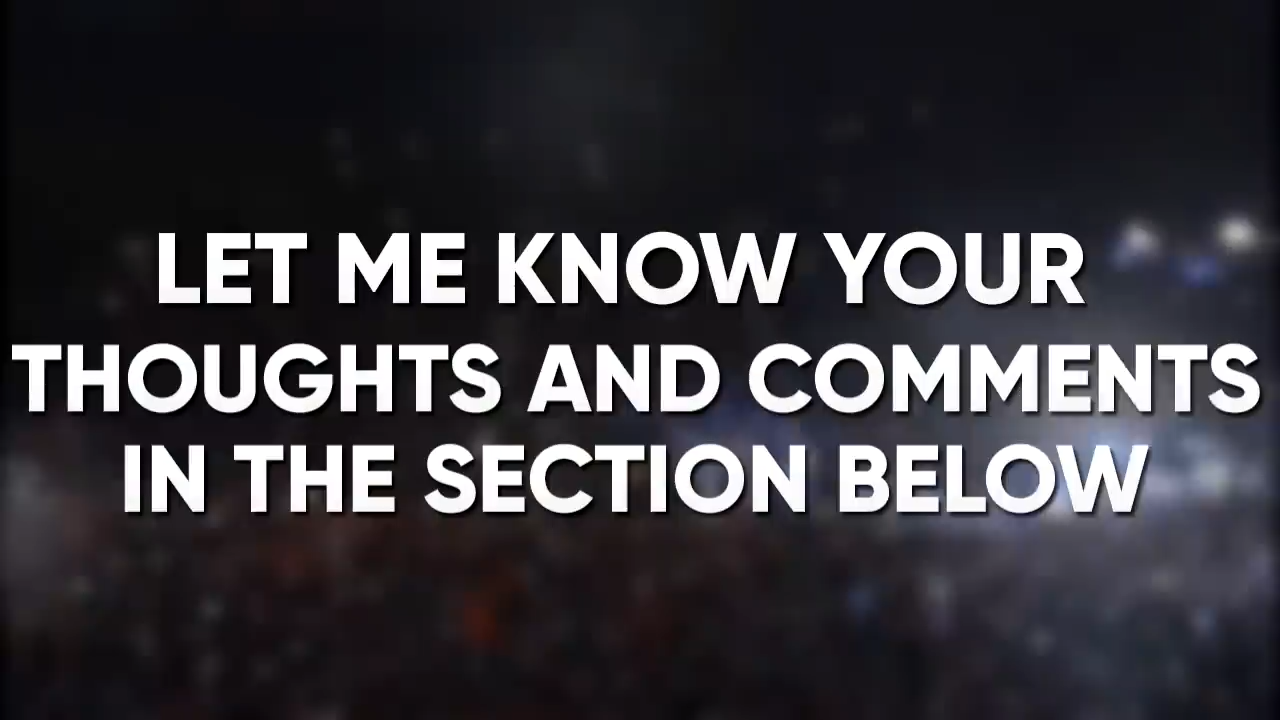 LET ME KNOW YOUR
THOUGHTS AND COMMENTS
IN THE SECTION BELOW